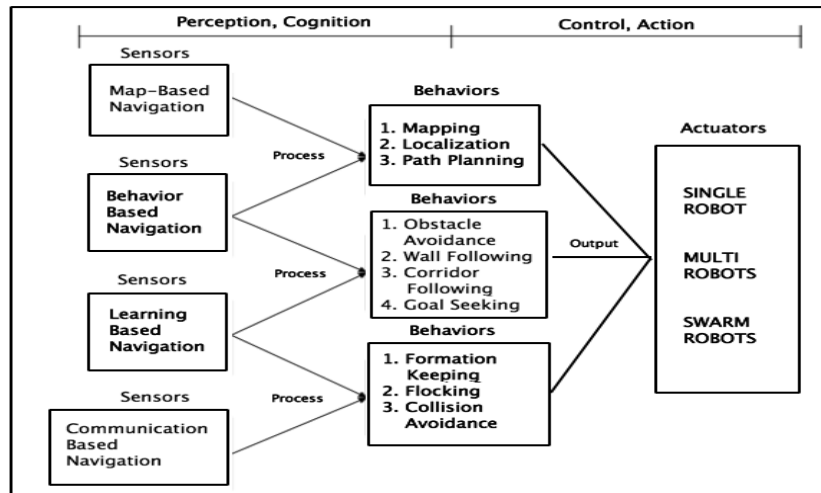 Perception, Cognition
Control, Action
Sensors
Map-Based
Navigation
Sensors
Behavior
Based
Navigation
Sensors
Learning
Based
Navigation
Sensors
Communication
Based
Navigation
Process
Process
Process
Behaviors
1. Mapping
2. Localization
3. Path Planning
Behaviors
1. Obstacle
Avoidance
2. Wall Following
3. Corridor
Following
4. Goal Seeking
Behaviors
1. Formation
Keeping
2. Flocking
3. Collision
Avoidance
Output
Actuators
SINGLE
ROBOT
MULTI
ROBOTS
SWARM
ROBOTS